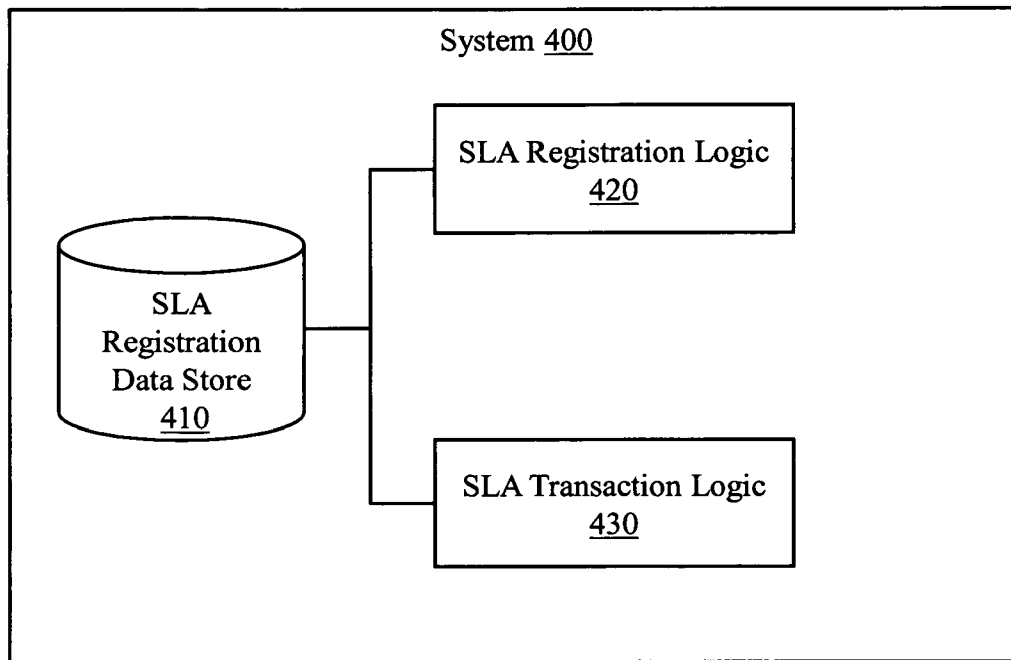 System 400
SLA Registration Logic
420
SLA
Registration
Data Store
410
SLA Transaction Logic
430